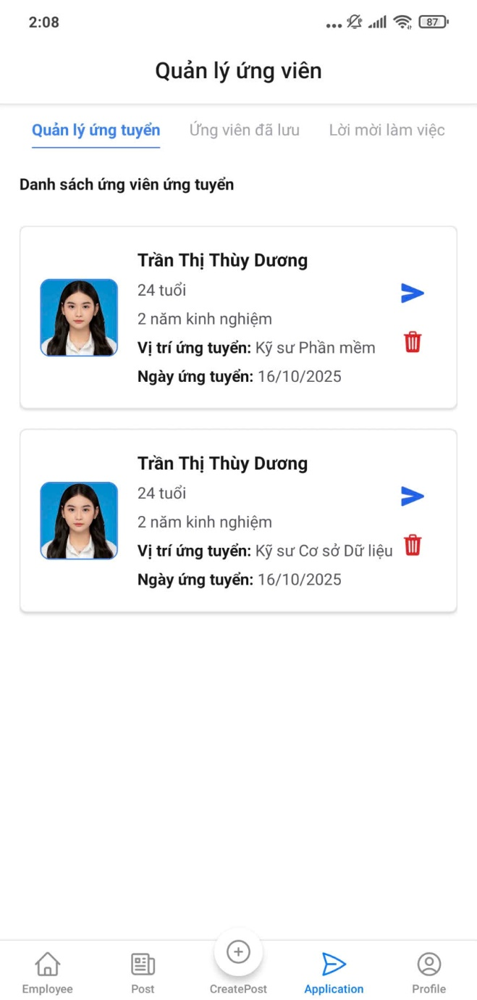 2:08
87
Quản lý ứng viên
Quản lý ứng tuyển Ứng viên đã lưu Lời mời làm việc
Danh sách ứng viên ứng tuyển
Trần Thị Thùy Dương
24 tuổi
2 năm kinh nghiệm
Vị trí ứng tuyển: Kỹ sư Phần mềm
Ngày ứng tuyển: 16/10/2025
Trần Thị Thùy Dương
24 tuổi
2 năm kinh nghiệm
Vị trí ứng tuyển: Kỹ sư Cơ sở Dữ liệu
Ngày ứng tuyển: 16/10/2025
Employee Post CreatePost Application Profile